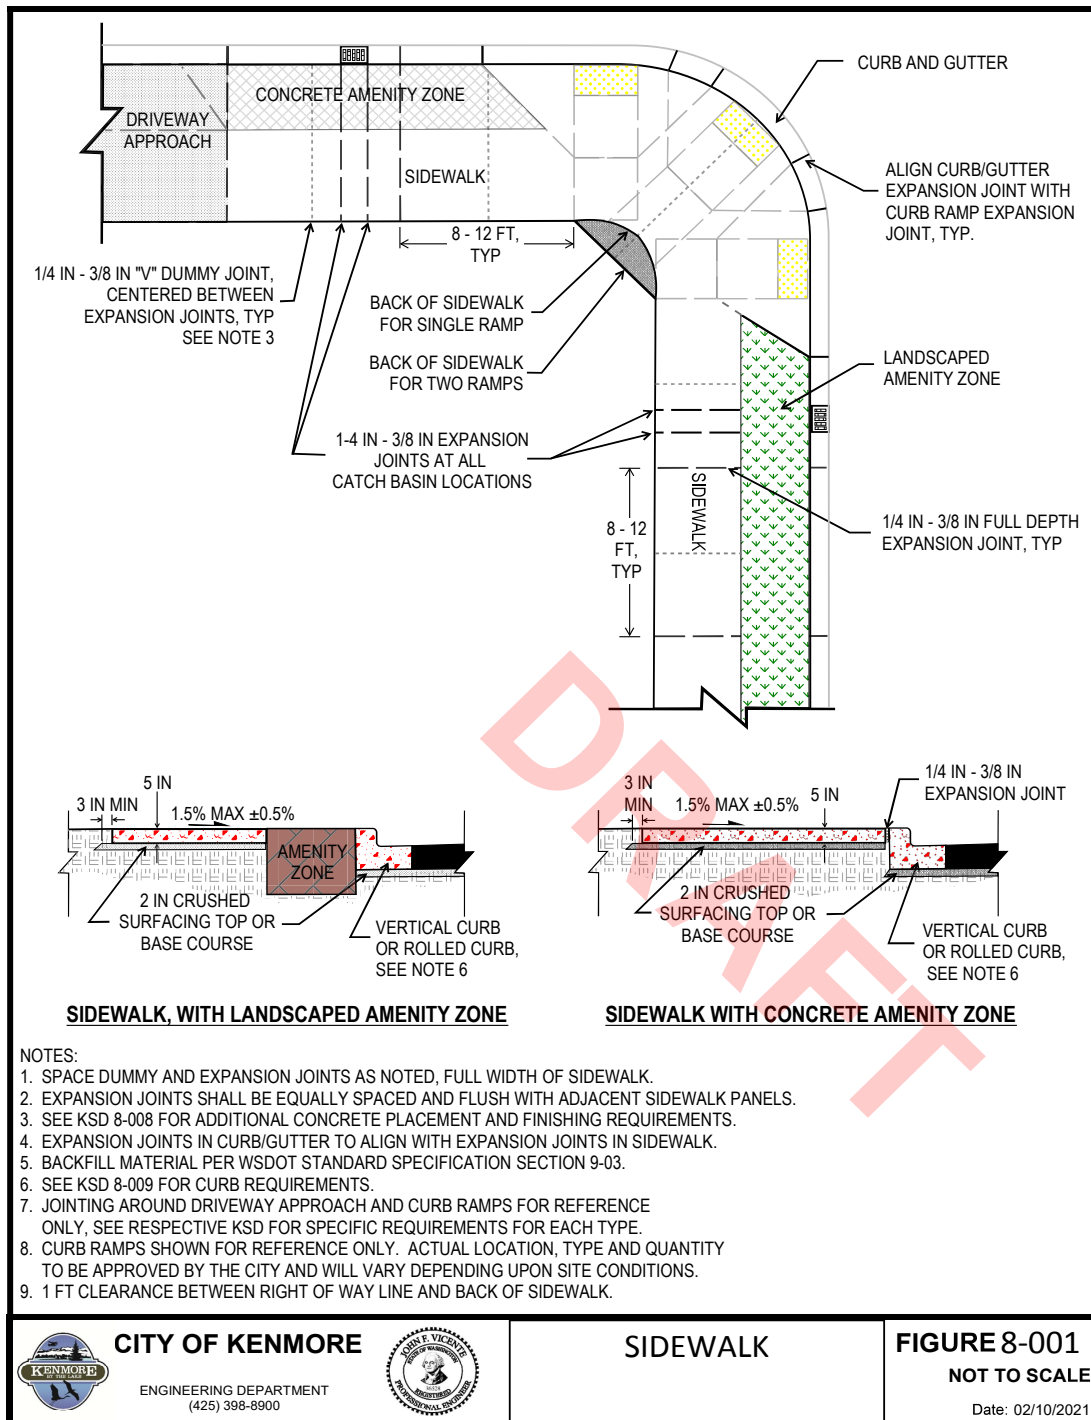 CURB AND GUTTER
CONCRETE AMENITY ZONE
DRIVEWAY
APPROACH
SIDEWALK
ALIGN CURB/GUTTER
EXPANSION JOINT WITH
CURB RAMP EXPANSION
JOINT, TYP.
8 - 12 FT,
TYP
1/4 IN - 3/8 IN "V" DUMMY JOINT,
CENTERED BETWEEN
EXPANSION JOINTS, TYP
SEE NOTE 3
BACK OF SIDEWALK
FOR SINGLE RAMP
BACK OF SIDEWALK
FOR TWO RAMPS
LANDSCAPED
AMENITY ZONE
1-4 IN - 3/8 IN EXPANSION
JOINTS AT ALL
CATCH BASIN LOCATIONS
SIDEWALK
8 - 12
FT,
TYP
1/4 IN - 3/8 IN FULL DEPTH
EXPANSION JOINT, TYP
DRAFT
5 IN
3 IN MIN
1.5% MAX ±0.5%
AMENITY
ZONE
2 IN CRUSHED
SURFACING TOP OR
BASE COURSE
VERTICAL CURB
OR ROLLED CURB,
SEE NOTE 6
SIDEWALK, WITH LANDSCAPED AMENITY ZONE
3 IN
MIN
1.5% MAX ±0.5%
5 IN
1/4 IN - 3/8 IN
EXPANSION JOINT
2 IN CRUSHED
SURFACING TOP OR
BASE COURSE
VERTICAL CURB
OR ROLLED CURB,
SEE NOTE 6
SIDEWALK WITH CONCRETE AMENITY ZONE
NOTES:
1. SPACE DUMMY AND EXPANSION JOINTS AS NOTED, FULL WIDTH OF SIDEWALK.
2. EXPANSION JOINTS SHALL BE EQUALLY SPACED AND FLUSH WITH ADJACENT SIDEWALK PANELS.
3. SEE KSD 8-008 FOR ADDITIONAL CONCRETE PLACEMENT AND FINISHING REQUIREMENTS.
4. EXPANSION JOINTS IN CURB/GUTTER TO ALIGN WITH EXPANSION JOINTS IN SIDEWALK.
5. BACKFILL MATERIAL PER WSDOT STANDARD SPECIFICATION SECTION 9-03.
6. SEE KSD 8-009 FOR CURB REQUIREMENTS.
7. JOINTING AROUND DRIVEWAY APPROACH AND CURB RAMPS FOR REFERENCE
ONLY, SEE RESPECTIVE KSD FOR SPECIFIC REQUIREMENTS FOR EACH TYPE.
8. CURB RAMPS SHOWN FOR REFERENCE ONLY. ACTUAL LOCATION, TYPE AND QUANTITY
TO BE APPROVED BY THE CITY AND WILL VARY DEPENDING UPON SITE CONDITIONS.
9. 1 FT CLEARANCE BETWEEN RIGHT OF WAY LINE AND BACK OF SIDEWALK.
KENMORE
BY THE LAKE
CITY OF KENMORE
ENGINEERING DEPARTMENT
(425) 398-8900
JOHN F. VICENTE
STATE OF WASHINGTON
36528
REGISTERED
PROFESSIONAL ENGINEER
SIDEWALK
FIGURE 8-001
NOT TO SCALE
Date: 02/10/2021